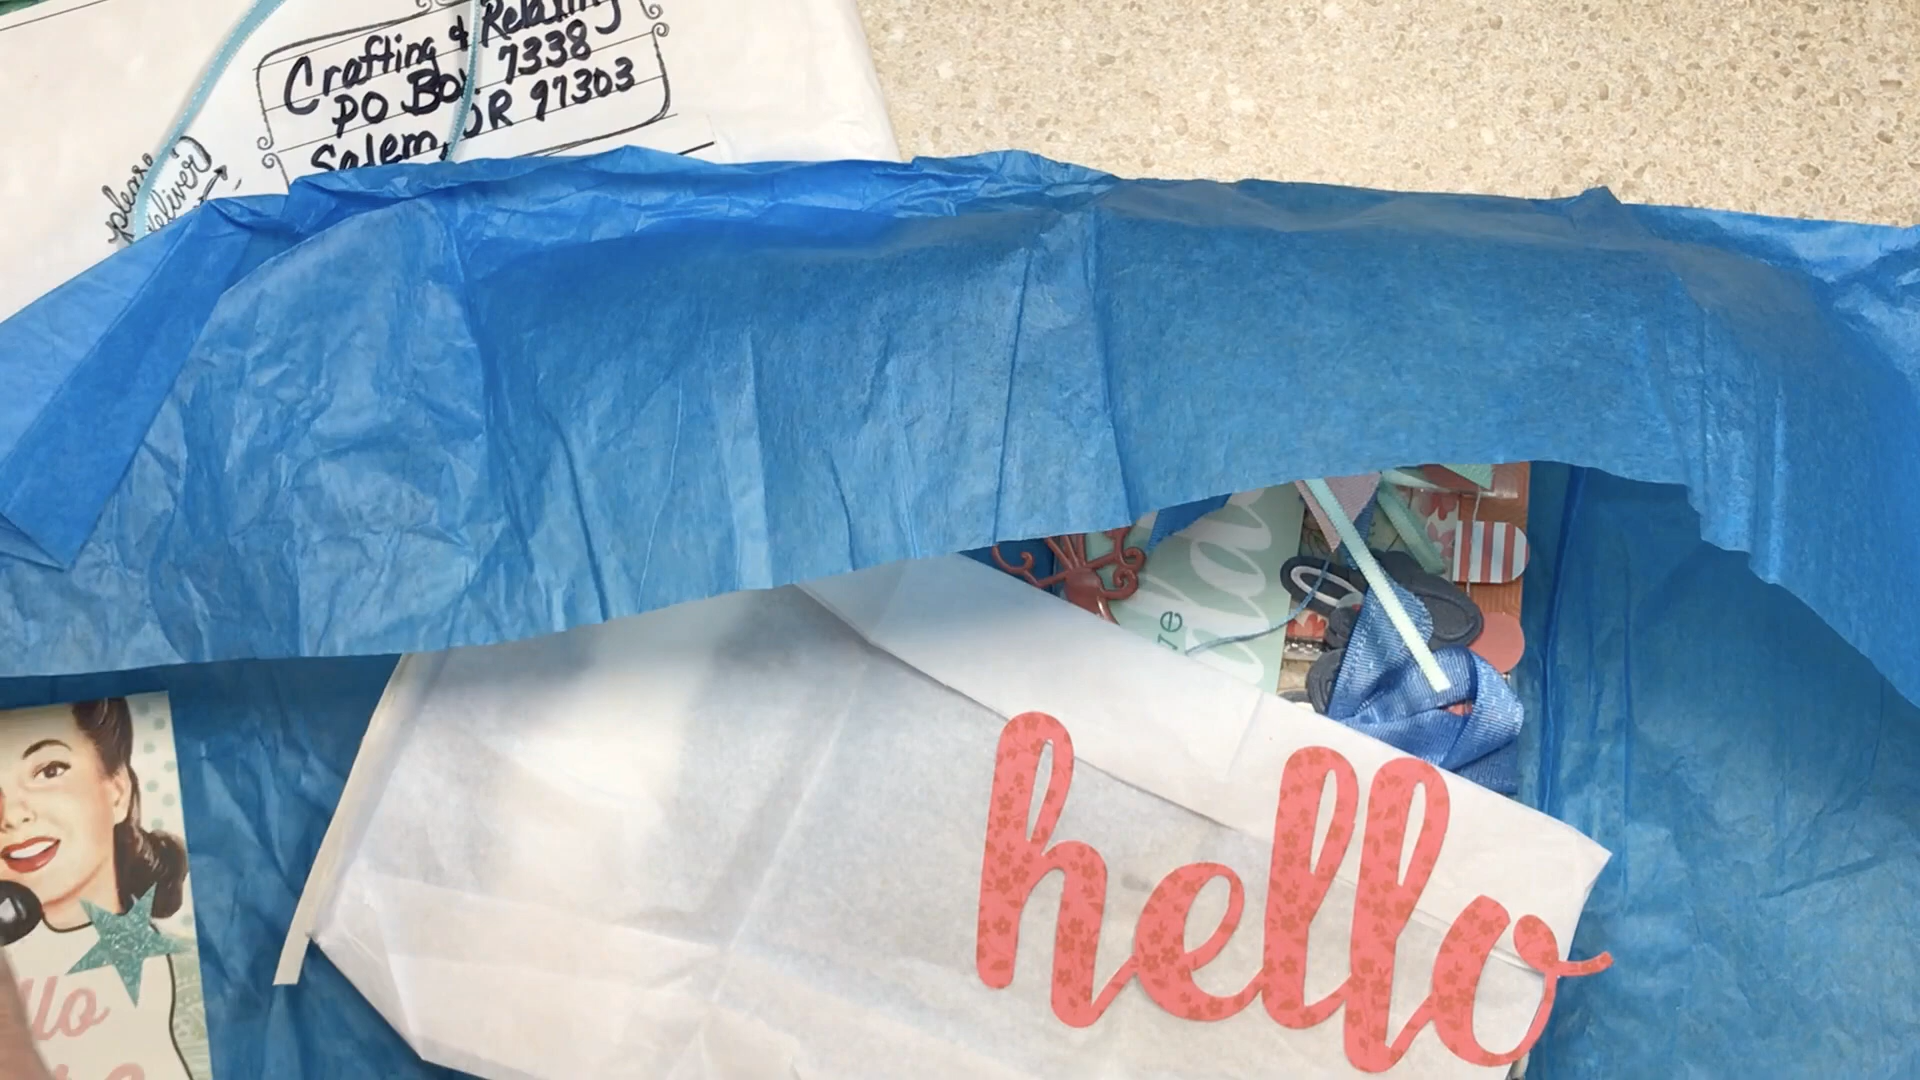 Crafting & Relaxing
PO Box 7338
Salem, OR 97303
please
deliver
hello